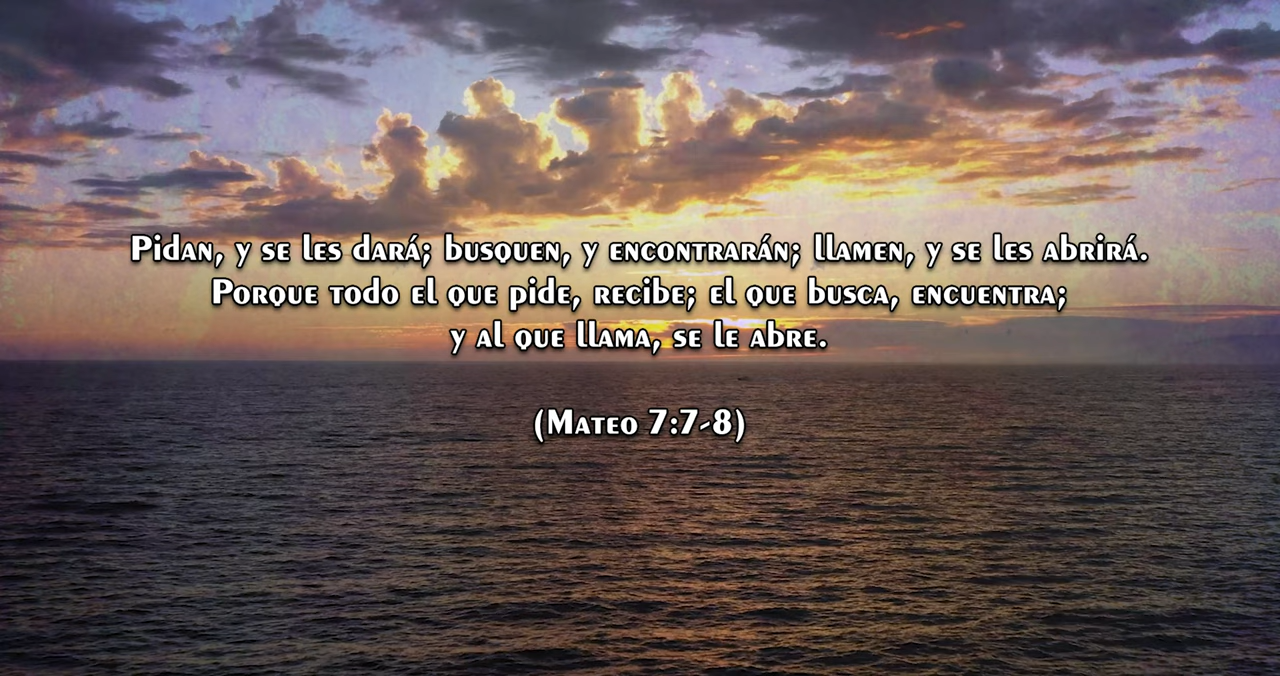 Pidan, y se les dará; busquen, y encontrarán; llamen, y se les abrirá.
Porque todo el que pide, recibe; el que busca, encuentra;
y al que llama, se le abre.
(Mateo 7:7-8)